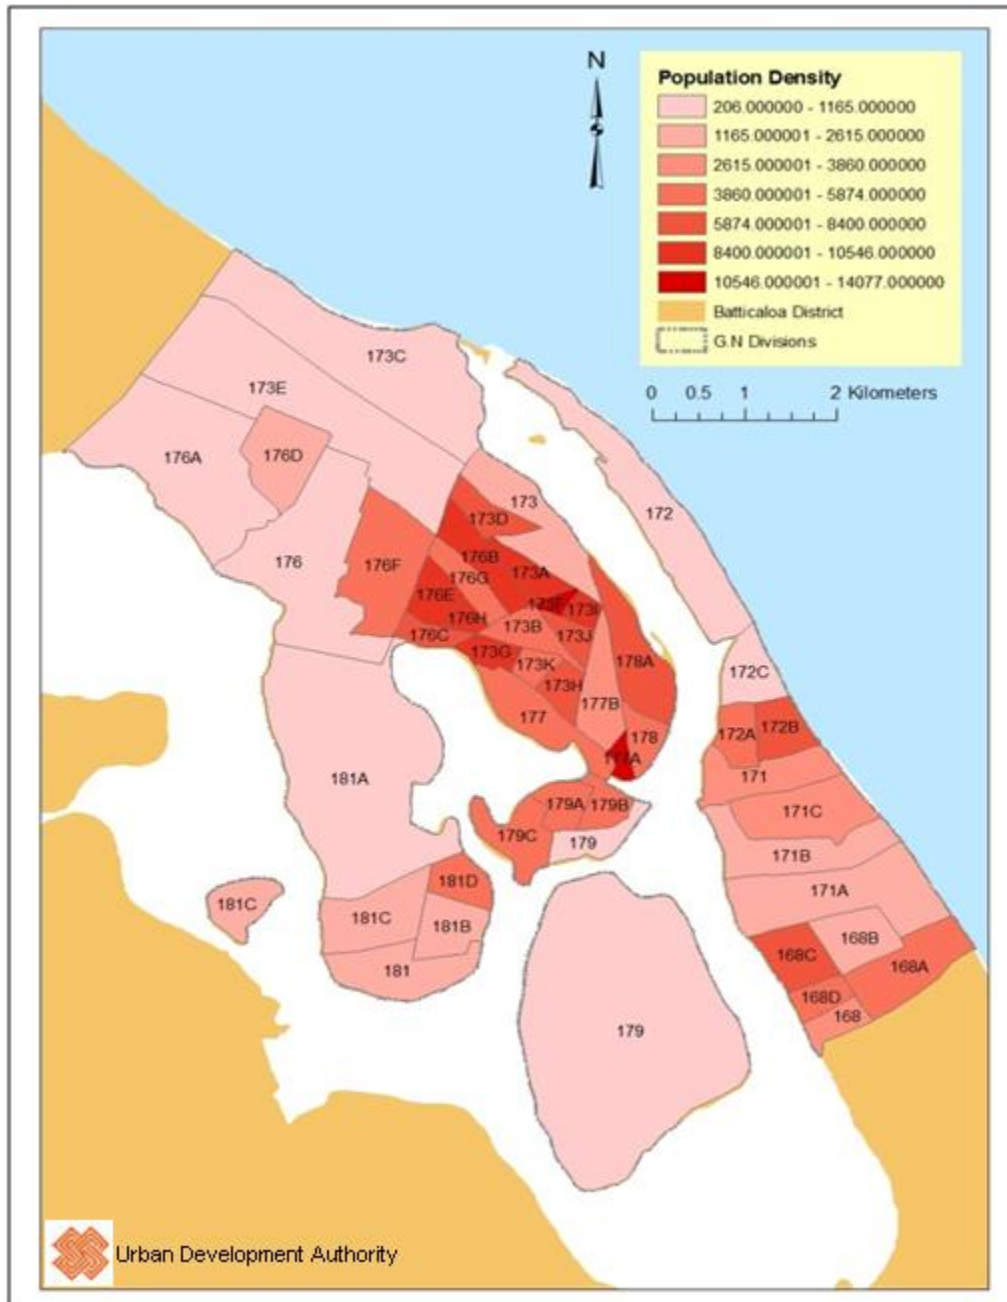 N
Population Density
206.000000 - 1165.000000
1165.000001 - 2615.000000
2615.000001 - 3860.000000
3860.000001 - 5874.000000
5874.000001 - 8400.000000
8400.000001 - 10546.000000
10546.000001 - 14077.000000
Batticaloa District
G.N Divisions
0 0.5 1 2 Kilometers
173C
173E
176A
176D
173
172
173D
176
176F
176B
173A
176G
176E
173F
173I
176H
173B
176C
173J
173G
173K
178A
172C
173H
177B
177
178
172A
172B
171
181A
179A
179B
171C
179C
179
171B
181D
171A
181C
181C
181B
168B
168C
168A
181
168D
168
179
Urban Development Authority